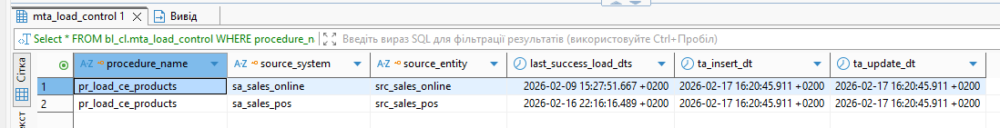 mta_load_control 1 Вивід
Select * FROM bl_cl.mta_load_control WHERE procedure_n Введіть вираз SQL для фільтрації результатів (використовуйте Ctrl+Пробіл)
Сітка
A-Z procedure_name A-Z source_system A-Z source_entity last_success_load_dts ta_insert_dt ta_update_dt
1 pr_load_ce_products sa_sales_online src_sales_online 2026-02-09 15:27:51.667 +0200 2026-02-17 16:20:45.911 +0200 2026-02-17 16:20:45.911 +0200
2 pr_load_ce_products sa_sales_pos src_sales_pos 2026-02-16 22:16:16.489 +0200 2026-02-17 16:20:45.911 +0200 2026-02-17 16:20:45.911 +0200